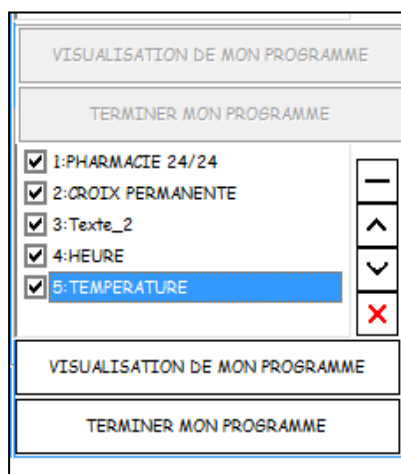 VISUALISATION DE MON PROGRAMME
TERMINER MON PROGRAMME
1:PHARMACIE 24/24
2:CROIX PERMANENTE
3:Texte_2
4:HEURE
5:TEMPERATURE
VISUALISATION DE MON PROGRAMME
TERMINER MON PROGRAMME